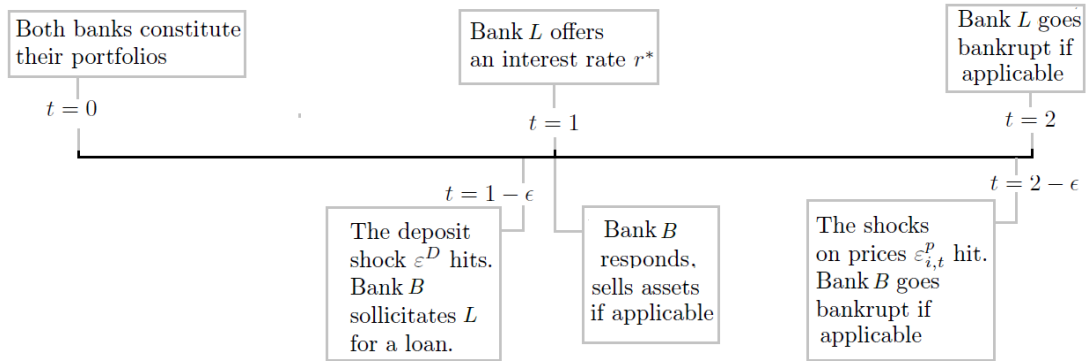 Both banks constitute
their portfolios
t = 0
Bank L offers
an interest rate r*
t = 1
Bank L goes
bankrupt if
applicable
t = 2
t = 1 − ϵ
The deposit
shock ε^D hits.
Bank B
sollicitates L
for a loan.
Bank B
responds,
sells assets
if applicable
t = 2 − ϵ
The shocks
on prices ε^p_{i,t} hit.
Bank B goes
bankrupt if
applicable